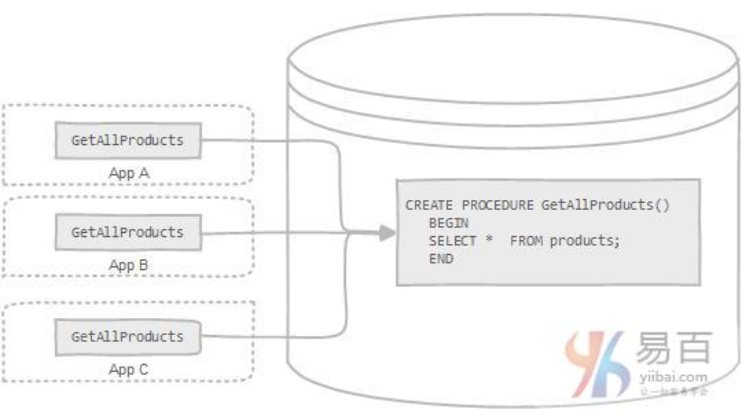 GetAllProducts
App A
GetAllProducts
App B
GetAllProducts
App C
CREATE PROCEDURE GetAllProducts()
BEGIN
SELECT * FROM products;
END
易百
yiibai.com